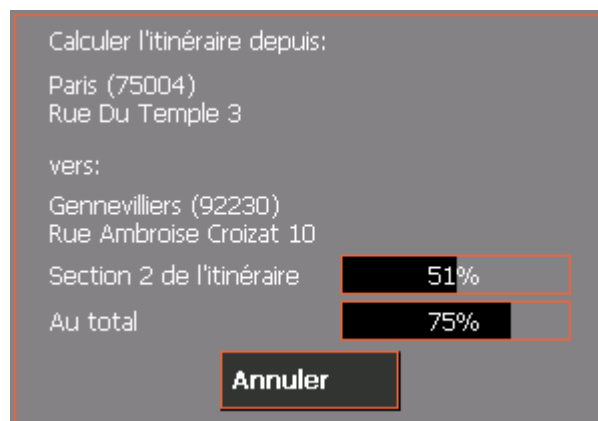 Calculer l'itinéraire depuis:
Paris (75004)
Rue Du Temple 3
vers:
Gennevilliers (92230)
Rue Ambroise Croizat 10
Section 2 de l'itinéraire 51%
Au total 75%
Annuler